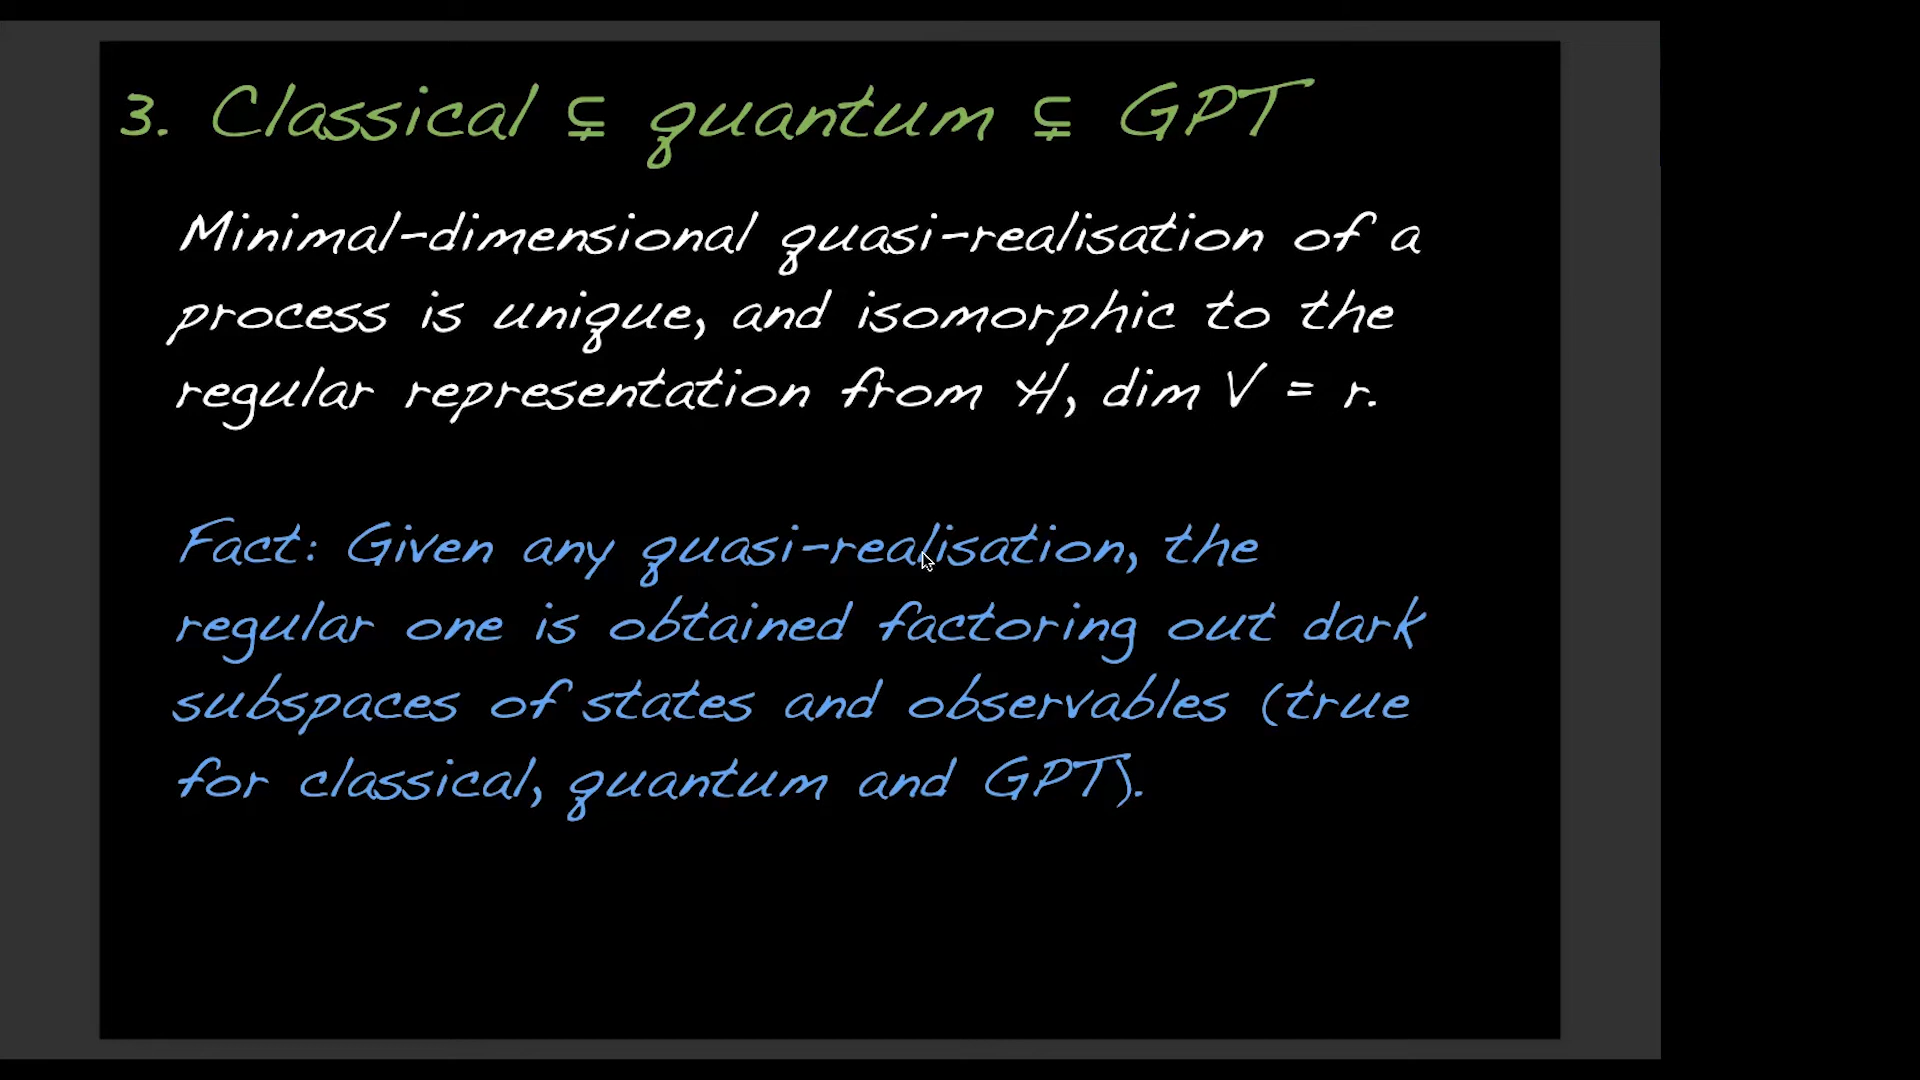 3. Classical ⊊ quantum ⊊ GPT
Minimal-dimensional quasi-realisation of a
process is unique, and isomorphic to the
regular representation from ℋ, dim V = r.
Fact: Given any quasi-realisation, the
regular one is obtained factoring out dark
subspaces of states and observables (true
for classical, quantum and GPT).